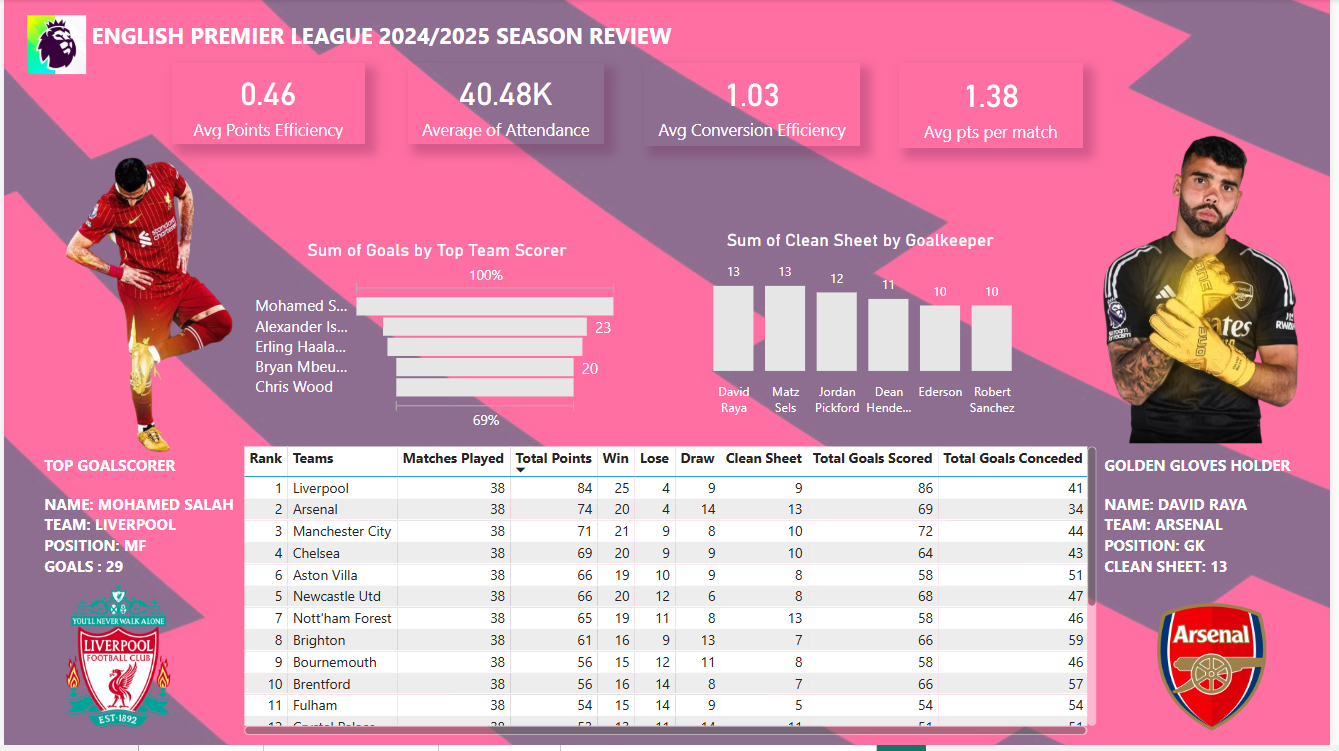 ENGLISH PREMIER LEAGUE 2024/2025 SEASON REVIEW
0.46
Avg Points Efficiency
40.48K
Average of Attendance
1.03
Avg Conversion Efficiency
1.38
Avg pts per match
Sum of Goals by Top Team Scorer
100%
Mohamed S...
Alexander Is... 23
Erling Haala...
Bryan Mbeu... 20
Chris Wood
69%
Sum of Clean Sheet by Goalkeeper
13 13 12 11 10 10
David Matz Jordan Dean Ederson Robert
Raya Sels Pickford Hende... Sanchez
standard chartered
TOP GOALSCORER
NAME: MOHAMED SALAH
TEAM: LIVERPOOL
POSITION: MF
GOALS : 29
YOU'LL NEVER WALK ALONE
LIVERPOOL
FOOTBALL CLUB
EST·1892
Rank Teams Matches Played Total Points Win Lose Draw Clean Sheet Total Goals Scored Total Goals Conceded
1 Liverpool 38 84 25 4 9 9 86 41
2 Arsenal 38 74 20 4 14 13 69 34
3 Manchester City 38 71 21 9 8 10 72 44
4 Chelsea 38 69 20 9 9 10 64 43
6 Aston Villa 38 66 19 10 9 8 58 51
5 Newcastle Utd 38 66 20 12 6 8 68 47
7 Nott'ham Forest 38 65 19 11 8 13 58 46
8 Brighton 38 61 16 9 13 7 66 59
9 Bournemouth 38 56 15 12 11 8 58 46
10 Brentford 38 56 16 14 8 7 66 57
11 Fulham 38 54 15 14 9 5 54 54
GOLDEN GLOVES HOLDER
NAME: DAVID RAYA
TEAM: ARSENAL
POSITION: GK
CLEAN SHEET: 13
Arsenal